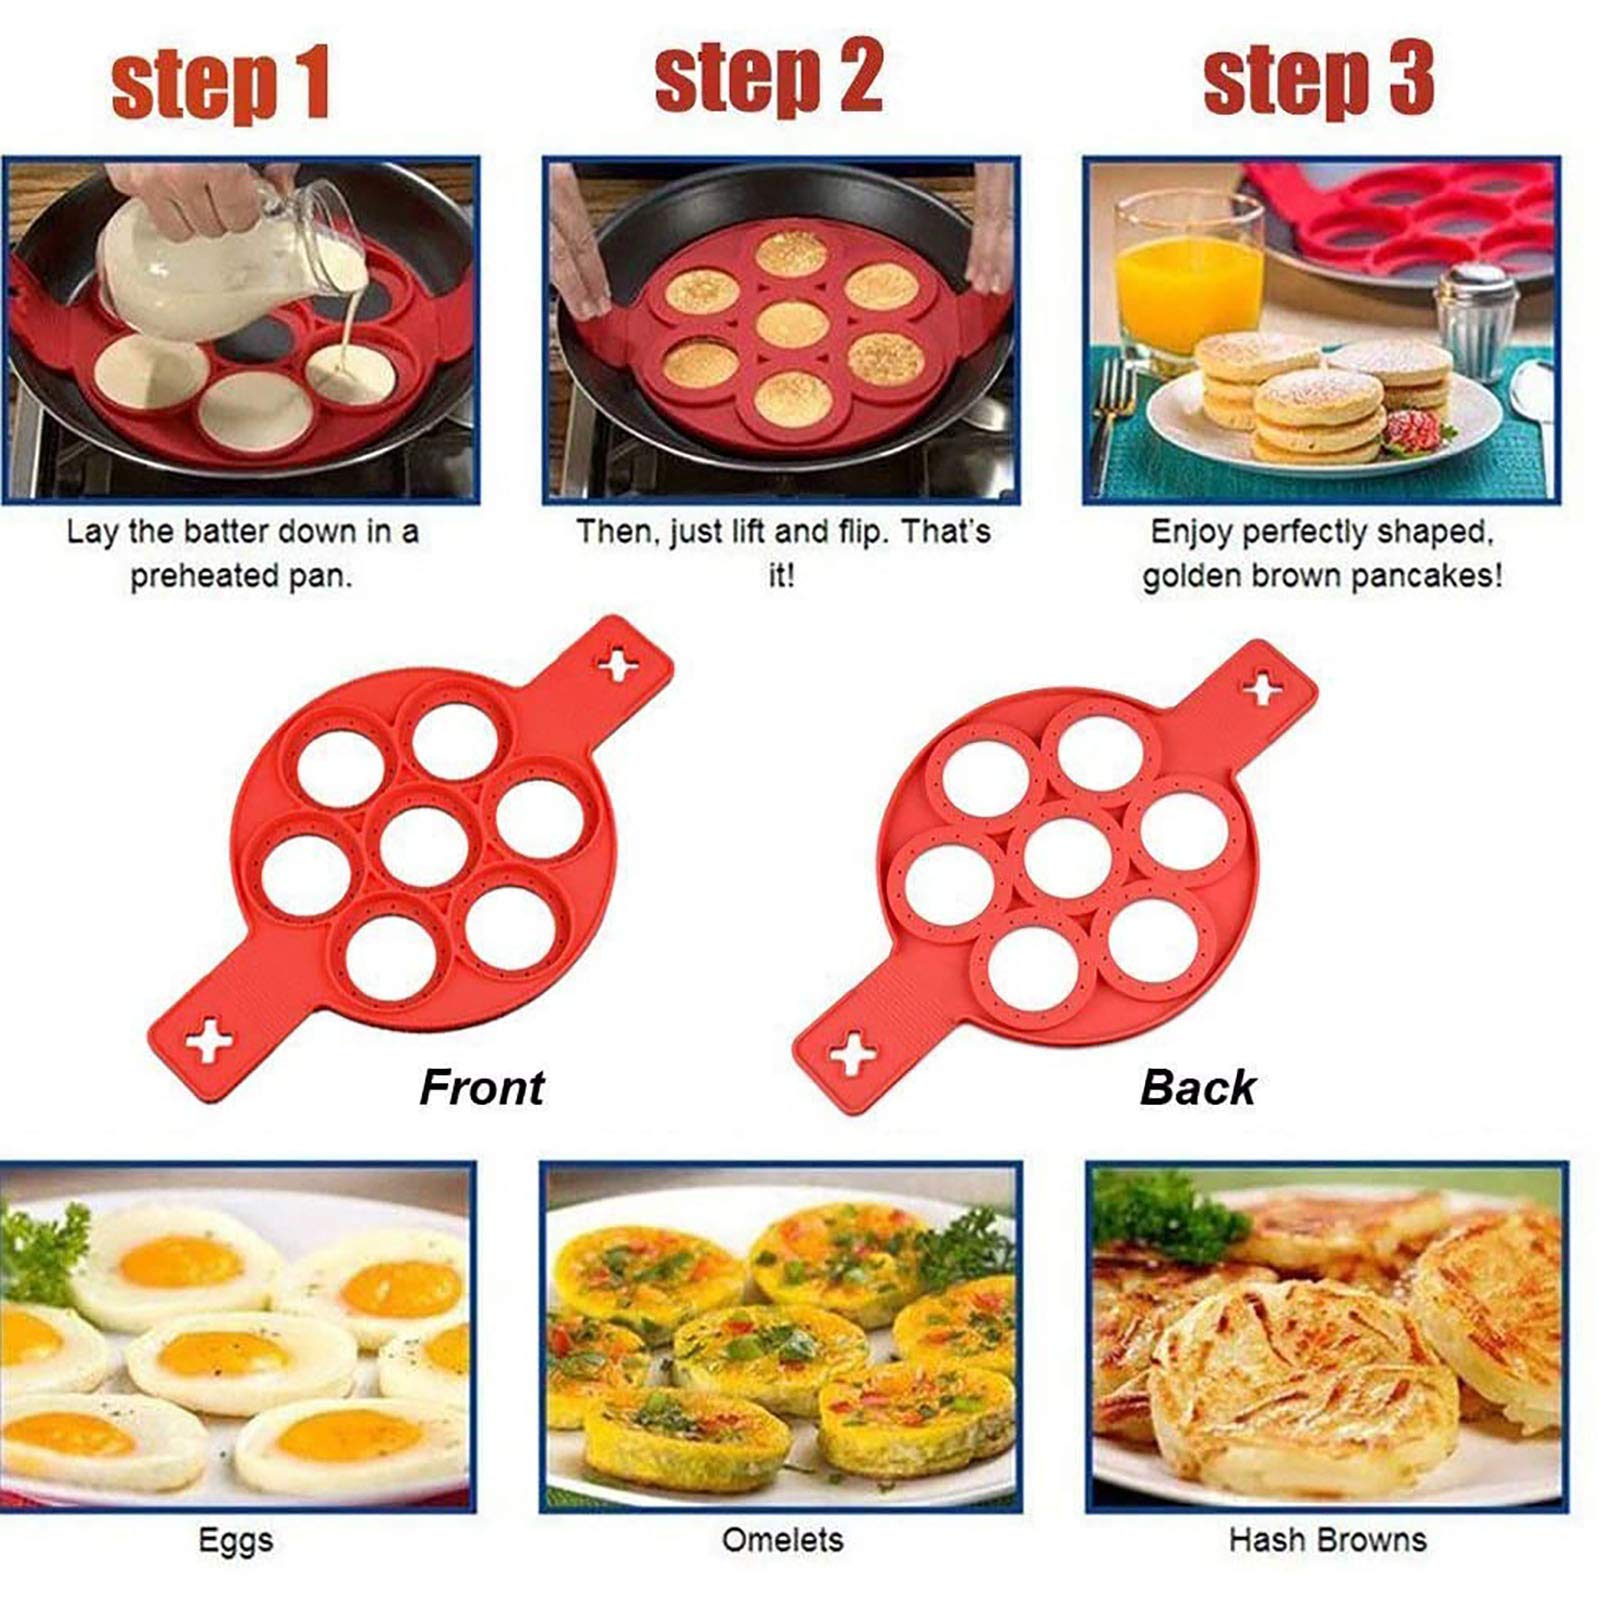 step 1
step 2
step 3
Lay the batter down in a
preheated pan.
Then, just lift and flip. That's
it!
Enjoy perfectly shaped,
golden brown pancakes!
Front
Back
Eggs
Omelets
Hash Browns